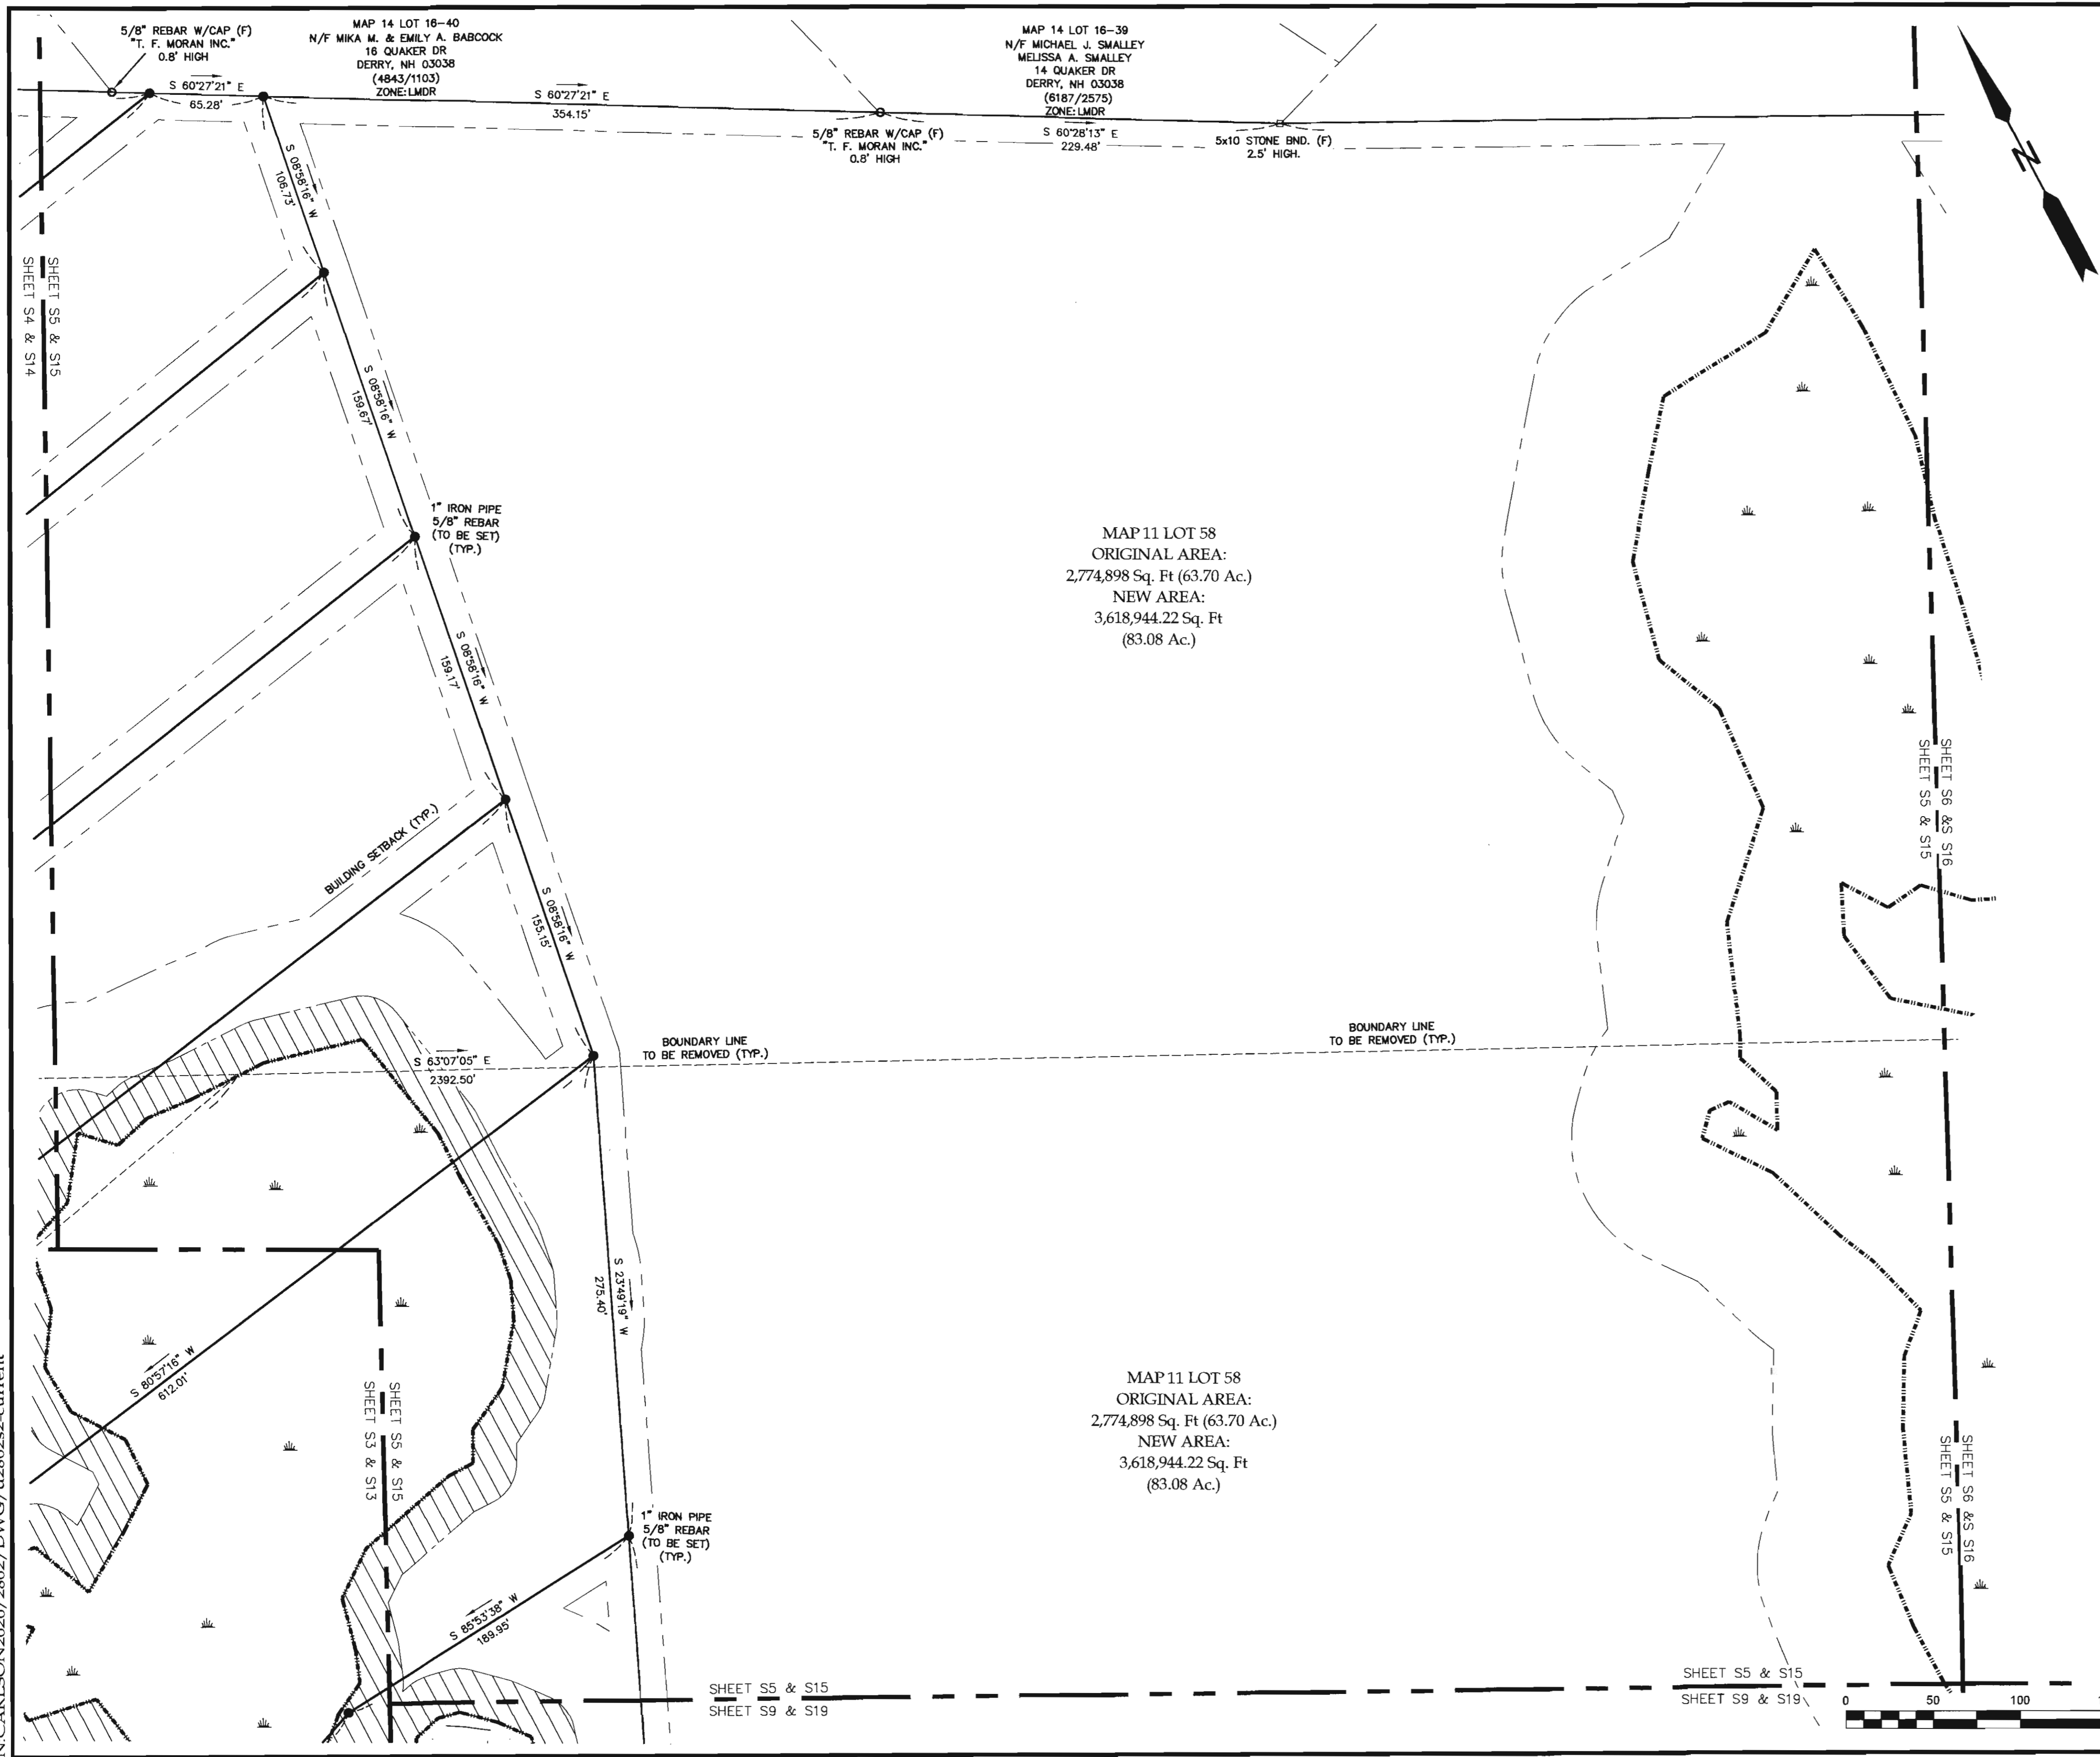 5/8" REBAR W/CAP (F)
"T. F. MORAN INC."
0.8' HIGH
MAP 14 LOT 16-40
N/F MIKA M. & EMILY A. BABCOCK
16 QUAKER DR
DERRY, NH 03038
(4843/1103)
ZONE: LMDR
MAP 14 LOT 16-39
N/F MICHAEL J. SMALLEY
MELISSA A. SMALLEY
14 QUAKER DR
DERRY, NH 03038
(6187/2575)
ZONE: LMDR
S 60°27'21" E
65.28'
S 60°27'21" E
354.15'
5/8" REBAR W/CAP (F)
"T. F. MORAN INC."
0.8' HIGH
S 60°28'13" E
229.48'
5x10 STONE BND. (F)
2.5' HIGH.
N
S 08°58'16" W
106.73'
SHEET S5 & S15
SHEET S4 & S14
S 08°58'16" W
159.67'
1" IRON PIPE
5/8" REBAR
(TO BE SET)
(TYP.)
MAP 11 LOT 58
ORIGINAL AREA:
2,774,898 Sq. Ft (63.70 Ac.)
NEW AREA:
3,618,944.22 Sq. Ft
(83.08 Ac.)
S 08°58'16" W
159.17'
SHEET S6 &S S16
SHEET S5 & S15
BUILDING SETBACK (TYP.)
S 08°58'16" W
155.15'
BOUNDARY LINE
TO BE REMOVED (TYP.)
BOUNDARY LINE
TO BE REMOVED (TYP.)
S 63°07'05" E
2392.50'
S 23°49'19" W
275.40'
S 80°57'16" W
612.01'
SHEET S5 & S15
SHEET S3 & S13
MAP 11 LOT 58
ORIGINAL AREA:
2,774,898 Sq. Ft (63.70 Ac.)
NEW AREA:
3,618,944.22 Sq. Ft
(83.08 Ac.)
SHEET S6 &S S16
SHEET S5 & S15
1" IRON PIPE
5/8" REBAR
(TO BE SET)
(TYP.)
S 85°53'38" W
189.95'
SHEET S5 & S15
SHEET S9 & S19
SHEET S5 & S15
SHEET S9 & S19
0 50 100